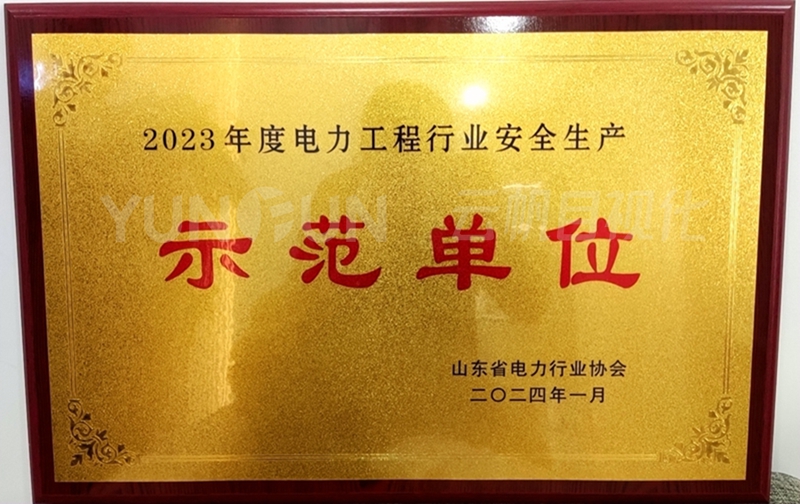 2023年度电力工程行业安全生产
YUNRUN
示范单位
山东省电力行业协会
二〇二四年一月